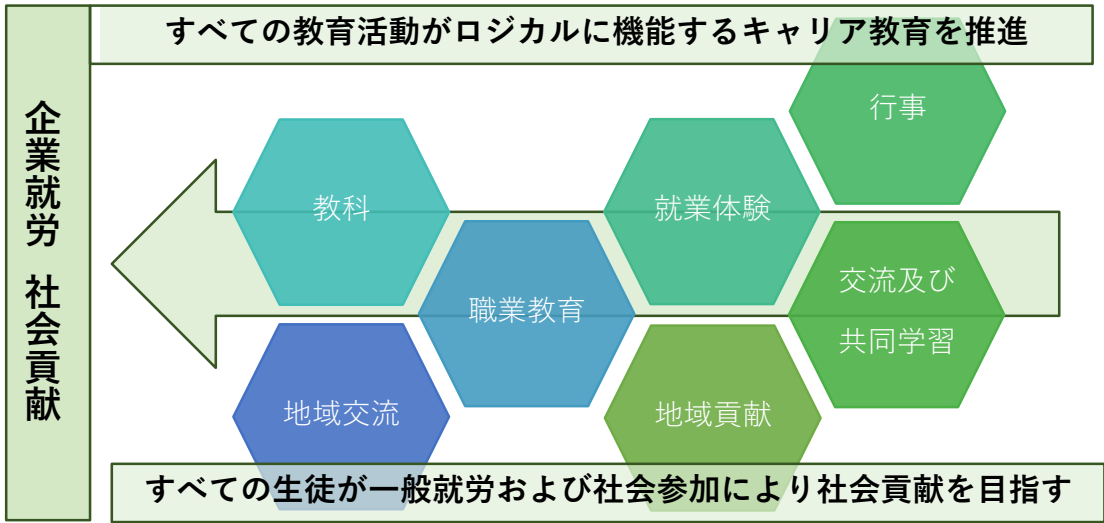 すべての教育活動がロジカルに機能するキャリア教育を推進
企業就労 社会貢献
行事
教科
就業体験
職業教育
交流及び
共同学習
地域交流
地域貢献
すべての生徒が一般就労および社会参加により社会貢献を目指す